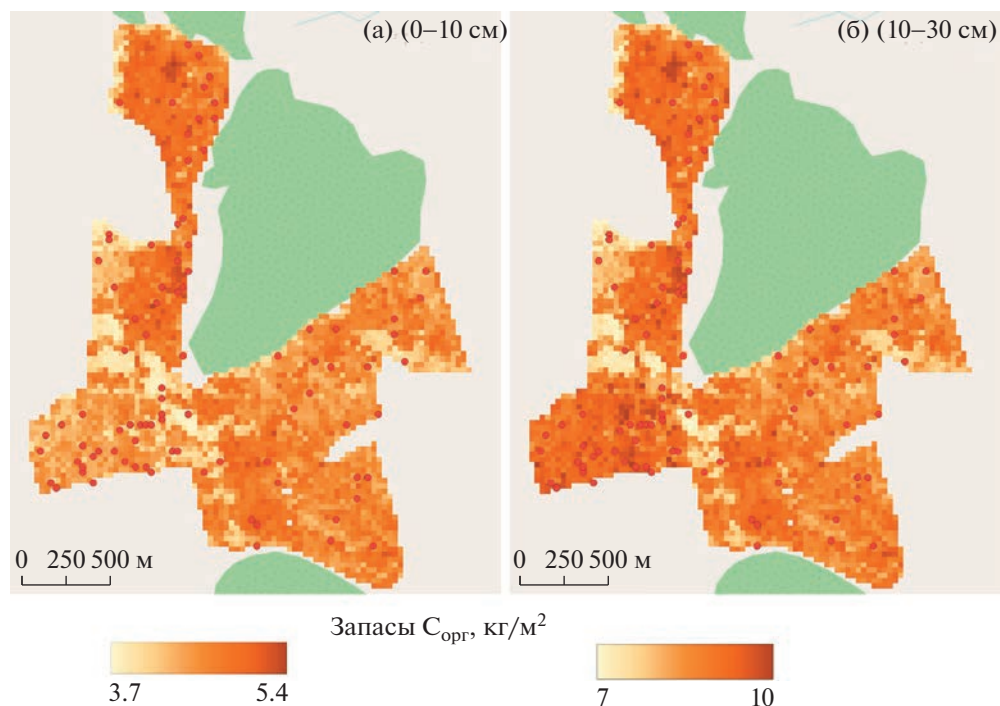 (а) (0–10 см)
(б) (10–30 см)
0 250 500 м
0 250 500 м
Запасы Cорг, кг/м²
3.7 5.4
7 10